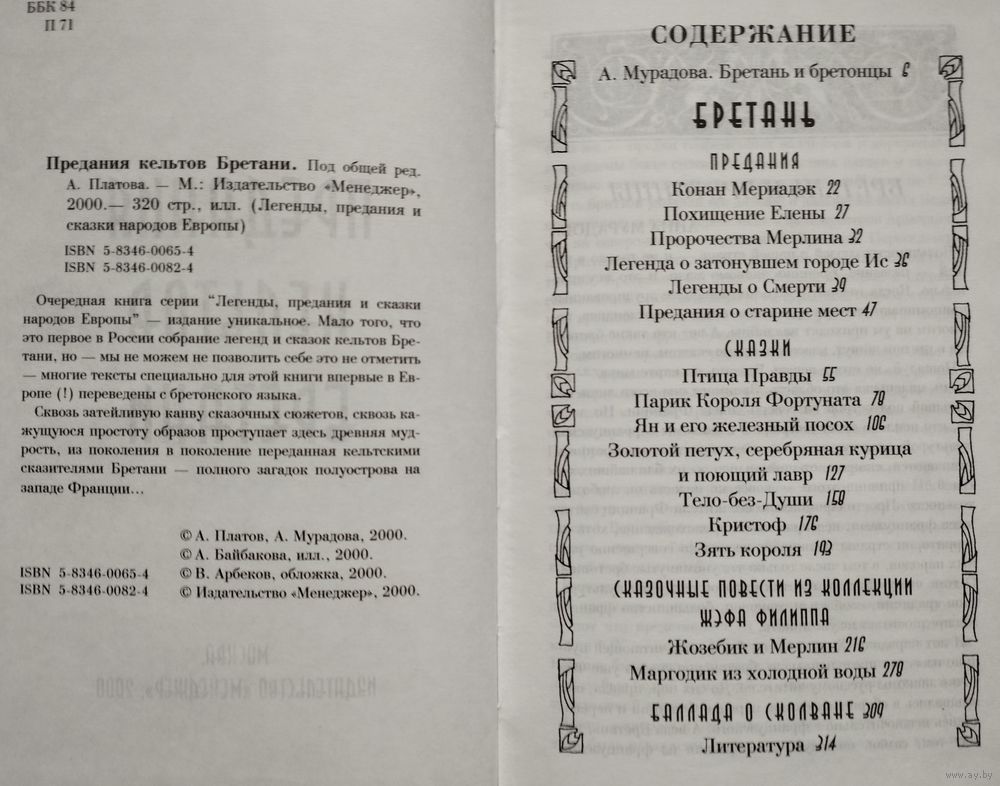 ББК 84
П 71
Предания кельтов Бретани. Под общей ред.
А. Платова. — М.: Издательство «Менеджер»,
2000.— 320 стр., илл. (Легенды, предания и
сказки народов Европы)
ISBN 5-8346-0065-4
ISBN 5-8346-0082-4
Очередная книга серии "Легенды, предания и сказки
народов Европы" — издание уникальное. Мало того, что
это первое в России собрание легенд и сказок кельтов Бре-
тани, но — мы не можем не позволить себе это не отметить
— многие тексты специально для этой книги впервые в Ев-
ропе (!) переведены с бретонского языка.
Сквозь затейливую канву сказочных сюжетов, сквозь ка-
жущуюся простоту образов проступает здесь древняя муд-
рость, из поколения в поколение переданная кельтскими
сказителями Бретани — полного загадок полуострова на
западе Франции...
© А. Платов, А. Мурадова, 2000.
© А. Байбакова, илл., 2000.
ISBN 5-8346-0065-4 © В. Арбеков, обложка, 2000.
ISBN 5-8346-0082-4 © Издательство «Менеджер», 2000.
СОДЕРЖАНИЕ
А. Мурадова. Бретань и бретонцы 6
БРЕТАНЬ
ПРЕДАНИЯ
Конан Мериадэк 22
Похищение Елены 27
Пророчества Мерлина 32
Легенда о затонувшем городе Ис 36
Легенды о Смерти 39
Предания о старине мест 47
СКАЗКИ
Птица Правды 55
Парик Короля Фортуната 79
Ян и его железный посох 106
Золотой петух, серебряная курица
и поющий лавр 127
Тело-без-Души 159
Кристоф 176
Зять короля 193
СКАЗОЧНЫЕ ПОВЕСТИ ИЗ КОЛЛЕКЦИИ
ЖЭФА ФИЛИППА
Жозебик и Мерлин 216
Маргодик из холодной воды 279
БАЛЛАДА О СКОЛВАНЕ 309
Литература 314
www.ay.by